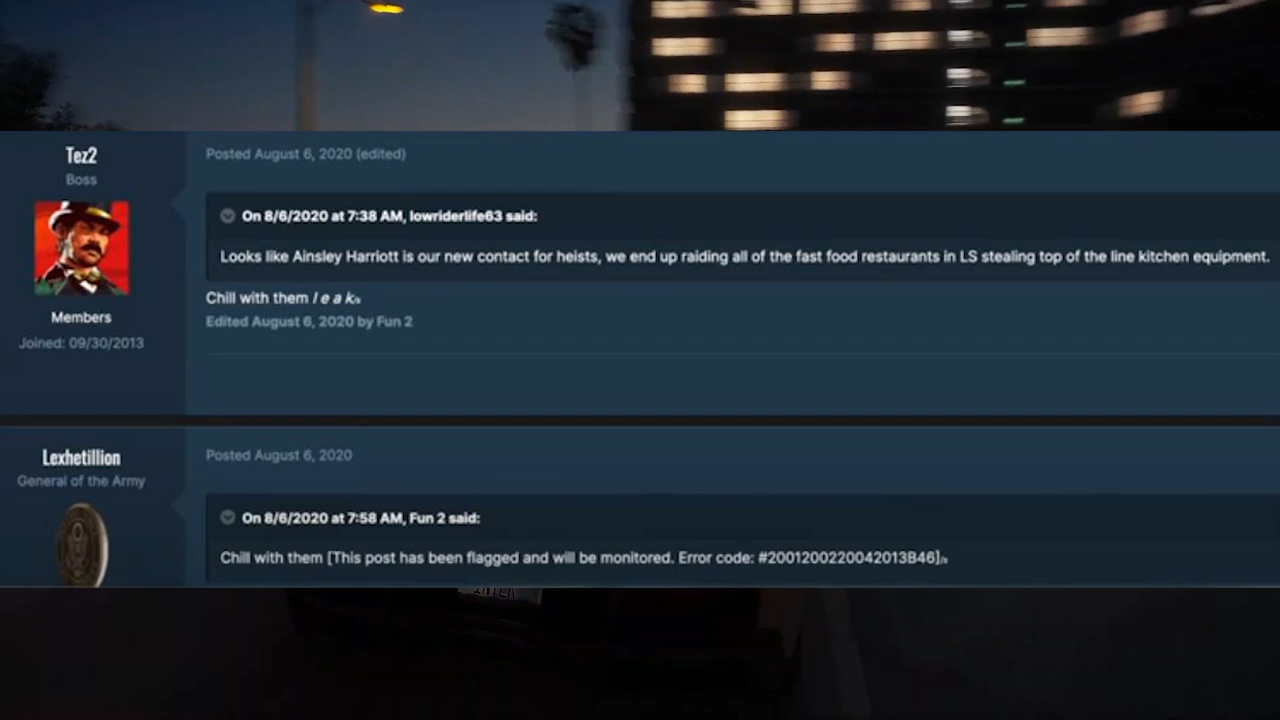 Tez2
Boss
Members
Joined: 09/30/2013
Posted August 6, 2020 (edited)
On 8/6/2020 at 7:38 AM, lowriderlife63 said:
Looks like Ainsley Harriott is our new contact for heists, we end up raiding all of the fast food restaurants in LS stealing top of the line kitchen equipment.
Chill with them l e a k/s
Edited August 6, 2020 by Fun 2
Lexhetillion
General of the Army
Posted August 6, 2020
On 8/6/2020 at 7:58 AM, Fun 2 said:
Chill with them [This post has been flagged and will be monitored. Error code: #2001200220042013B46]/s